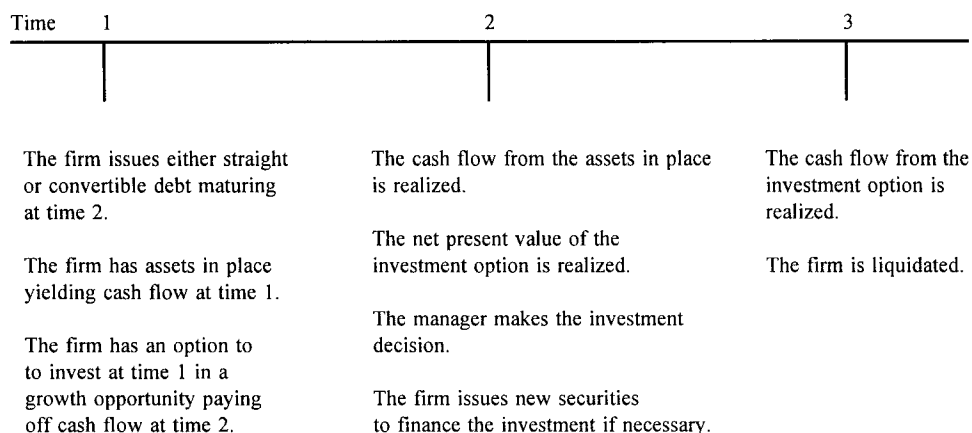 Time 1 2 3
The firm issues either straight
or convertible debt maturing
at time 2.
The firm has assets in place
yielding cash flow at time 1.
The firm has an option to
to invest at time 1 in a
growth opportunity paying
off cash flow at time 2.
The cash flow from the assets in place
is realized.
The net present value of the
investment option is realized.
The manager makes the investment
decision.
The firm issues new securities
to finance the investment if necessary.
The cash flow from the
investment option is
realized.
The firm is liquidated.